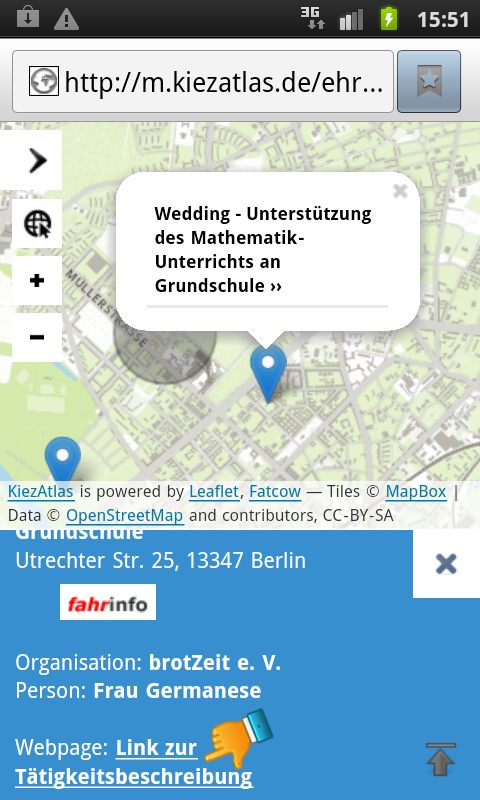 3G
15:51
http://m.kiezatlas.de/ehr...
Wedding - Unterstützung
des Mathematik-
Unterrichts an
Grundschule ››
MÜLLERSTRASSE
+
-
KiezAtlas is powered by Leaflet, Fatcow — Tiles © MapBox |
Data © OpenStreetMap and contributors, CC-BY-SA
Grundschule
Utrechter Str. 25, 13347 Berlin
fahrinfo
Organisation: brotZeit e. V.
Person: Frau Germanese
Webpage: Link zur
Tätigkeitsbeschreibung